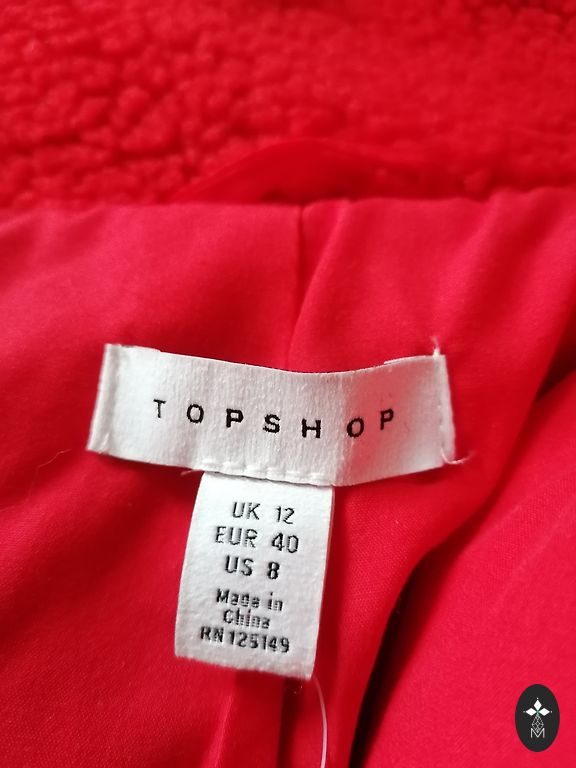 TOPSHOP
UK 12
EUR 40
US 8
Made in
China
RN125149